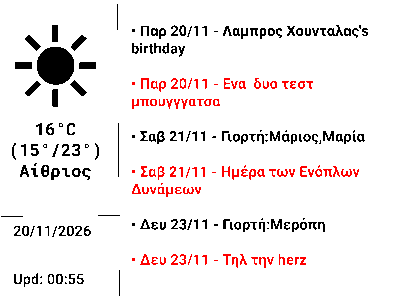 16°C
(15°/23°)
Αίθριος
20/11/2026
Upd: 00:55
• Παρ 20/11 - Λαμπρος Χουνταλας's
birthday
• Παρ 20/11 - Ενα δυο τεστ
μπουγγατσα
• Σαβ 21/11 - Γιορτή:Μάριος,Μαρία
• Σαβ 21/11 - Ημέρα των Ενόπλων
Δυνάμεων
• Δευ 23/11 - Γιορτή:Μερόπη
• Δευ 23/11 - Τηλ την herz